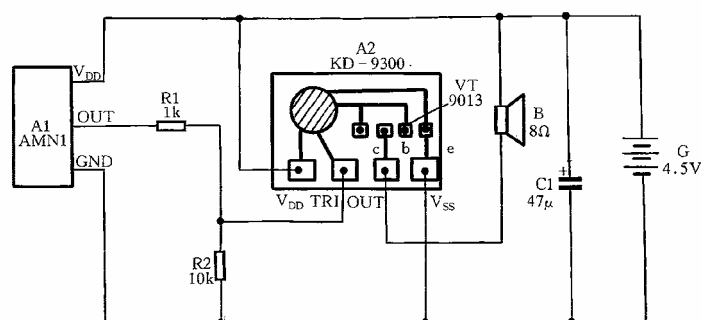 A2
KD-9300
VT
9013
VDD
A1
AMN1
OUT
GND
R1
1k
c
b
e
B
8Ω
G
4.5V
C1
+
47μ
VDD TRI OUT VSS
R2
10k